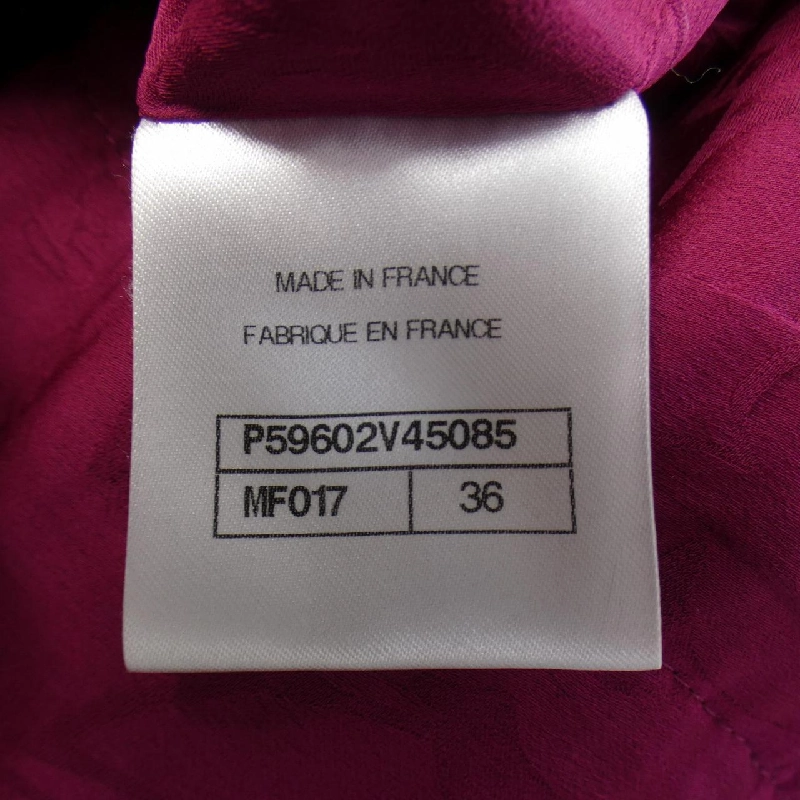 MADE IN FRANCE
FABRIQUE EN FRANCE
P59602V45085
MF017 36